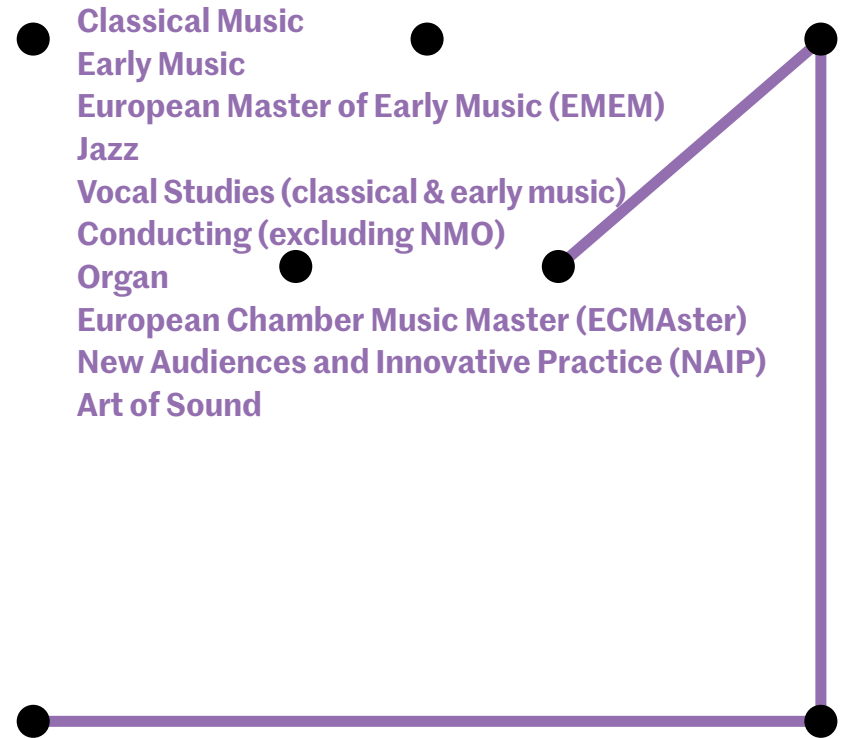 Classical Music
Early Music
European Master of Early Music (EMEM)
Jazz
Vocal Studies (classical & early music)
Conducting (excluding NMO)
Organ
European Chamber Music Master (ECMAster)
New Audiences and Innovative Practice (NAIP)
Art of Sound